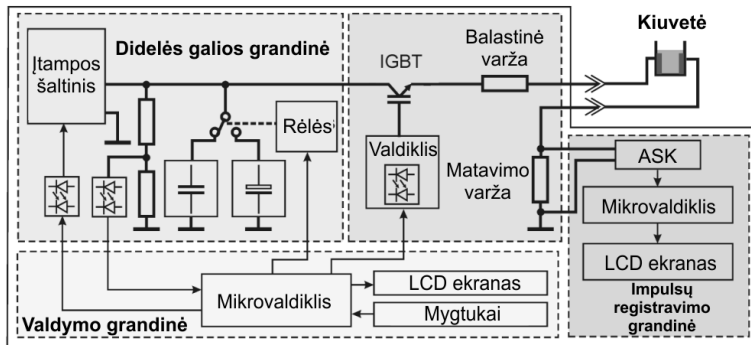 Didelės galios grandinė
Įtampos
šaltinis
Rėlės
IGBT
Balastinė
varža
Kiuvetė
Valdiklis
Matavimo
varža
ASK
Mikrovaldiklis
LCD ekranas
Impulsų
registravimo
grandinė
Mikrovaldiklis
LCD ekranas
Mygtukai
Valdymo grandinė